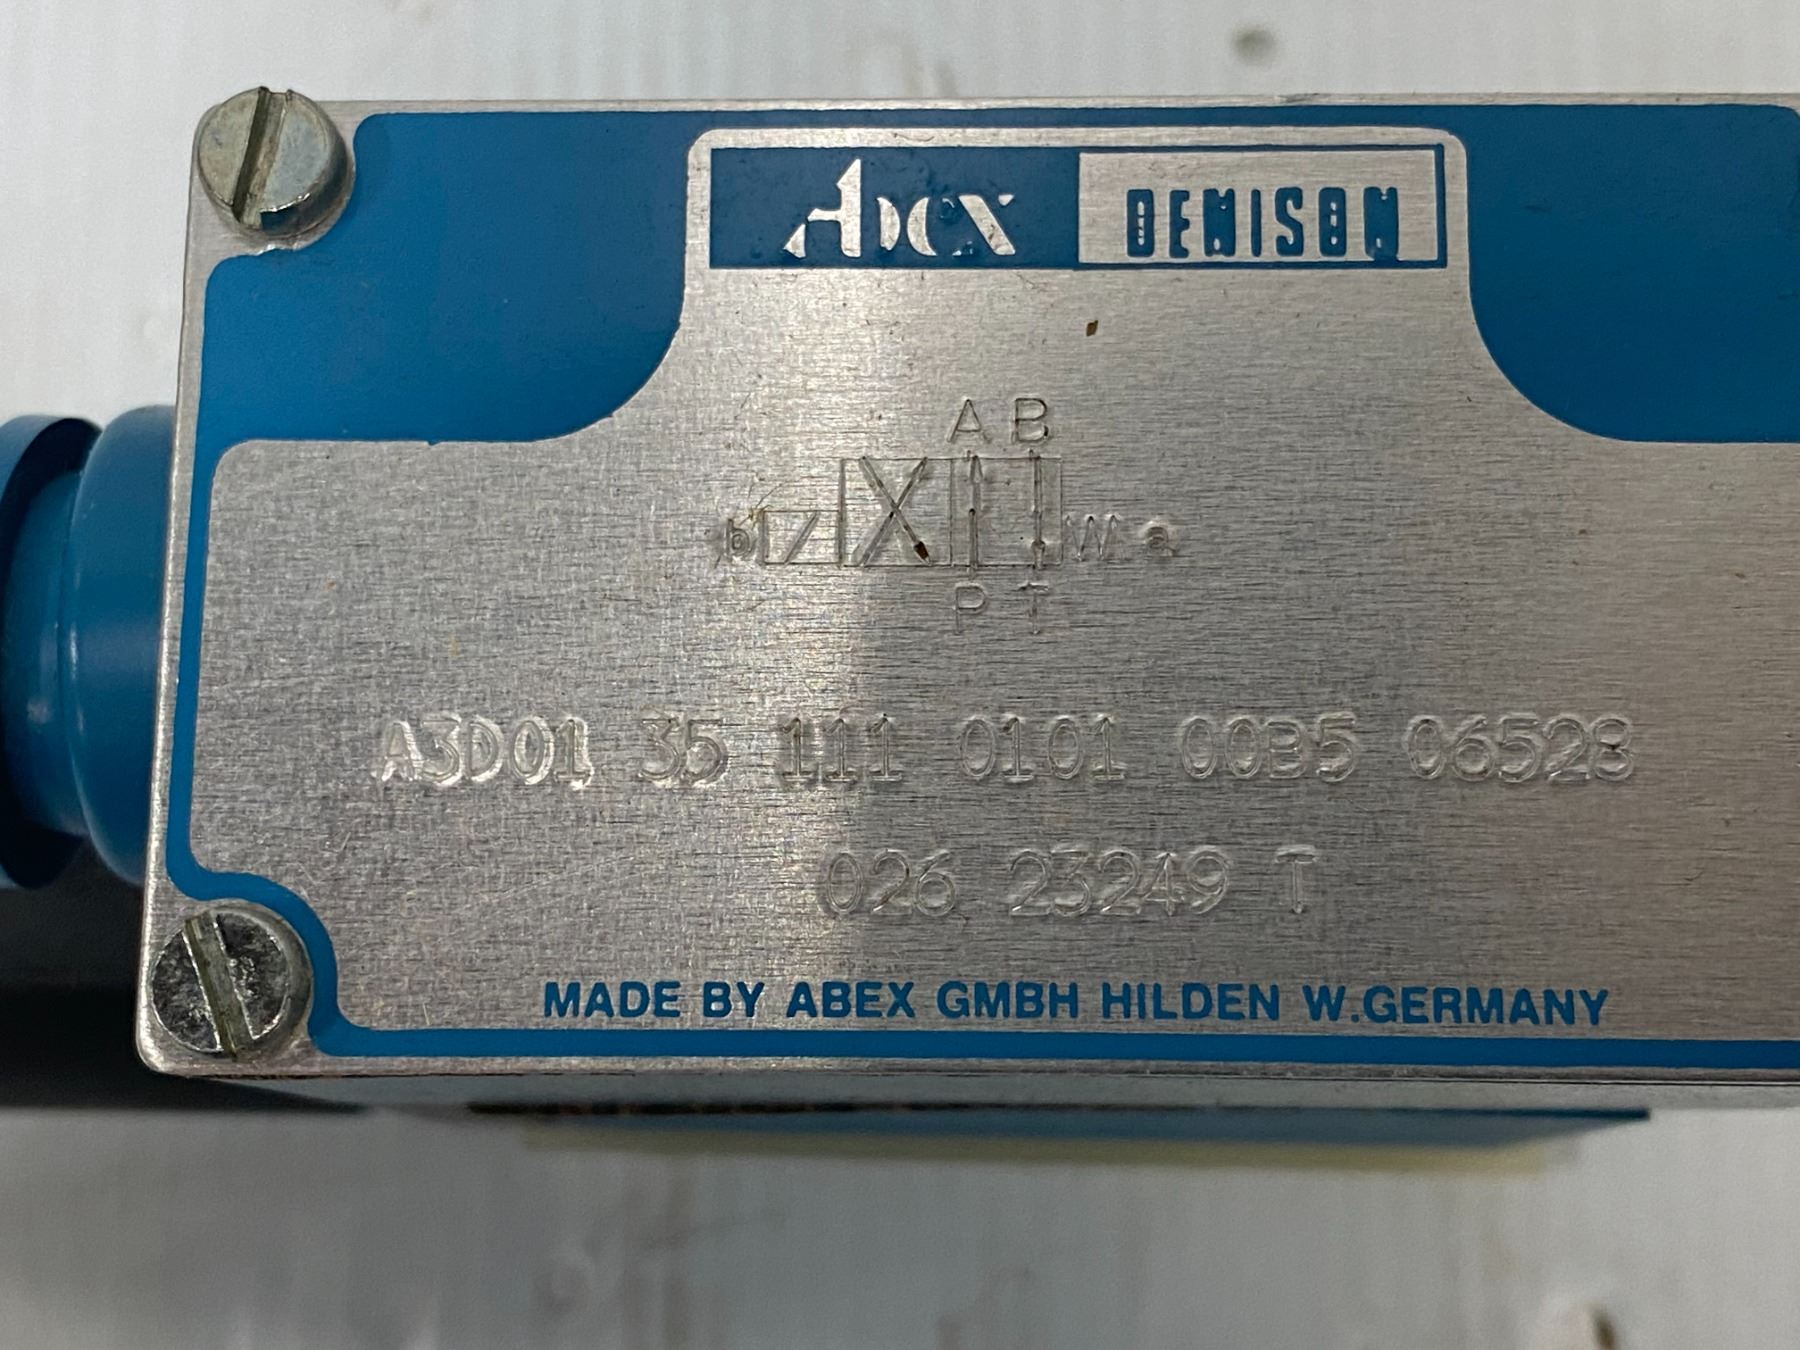 Abex DENISON
A B
b W a
P T
A3D01 35 111 0101 00B5 06528
026 23249 T
MADE BY ABEX GMBH HILDEN W.GERMANY